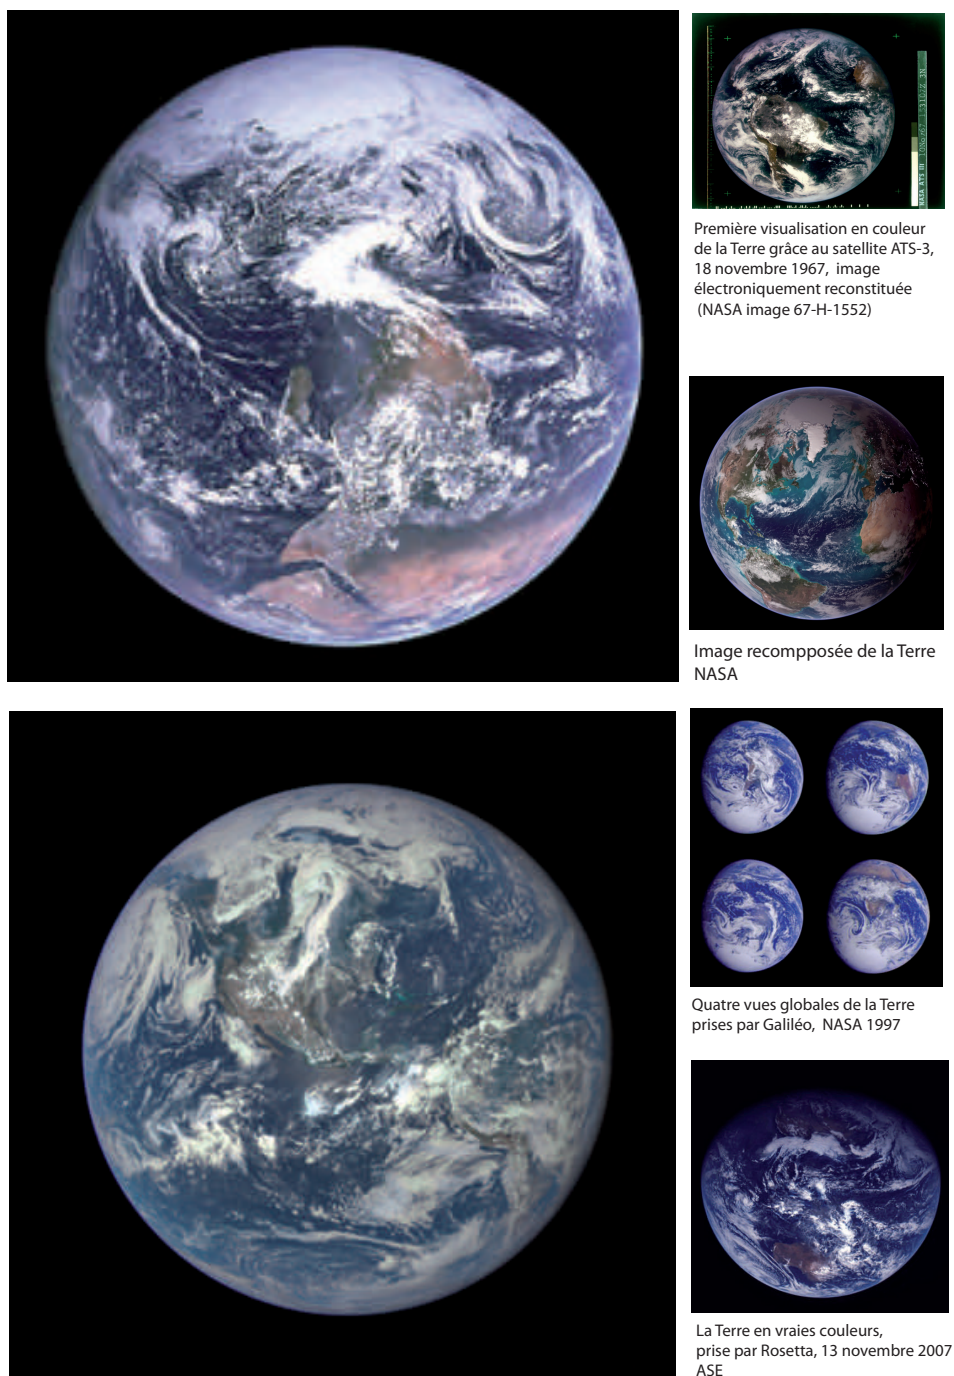 Première visualisation en couleur
de la Terre grâce au satellite ATS-3,
18 novembre 1967, image
électroniquement reconstituée
(NASA image 67-H-1552)
Image recompposée de la Terre
NASA
Quatre vues globales de la Terre
prises par Galiléo, NASA 1997
La Terre en vraies couleurs,
prise par Rosetta, 13 novembre 2007
ASE